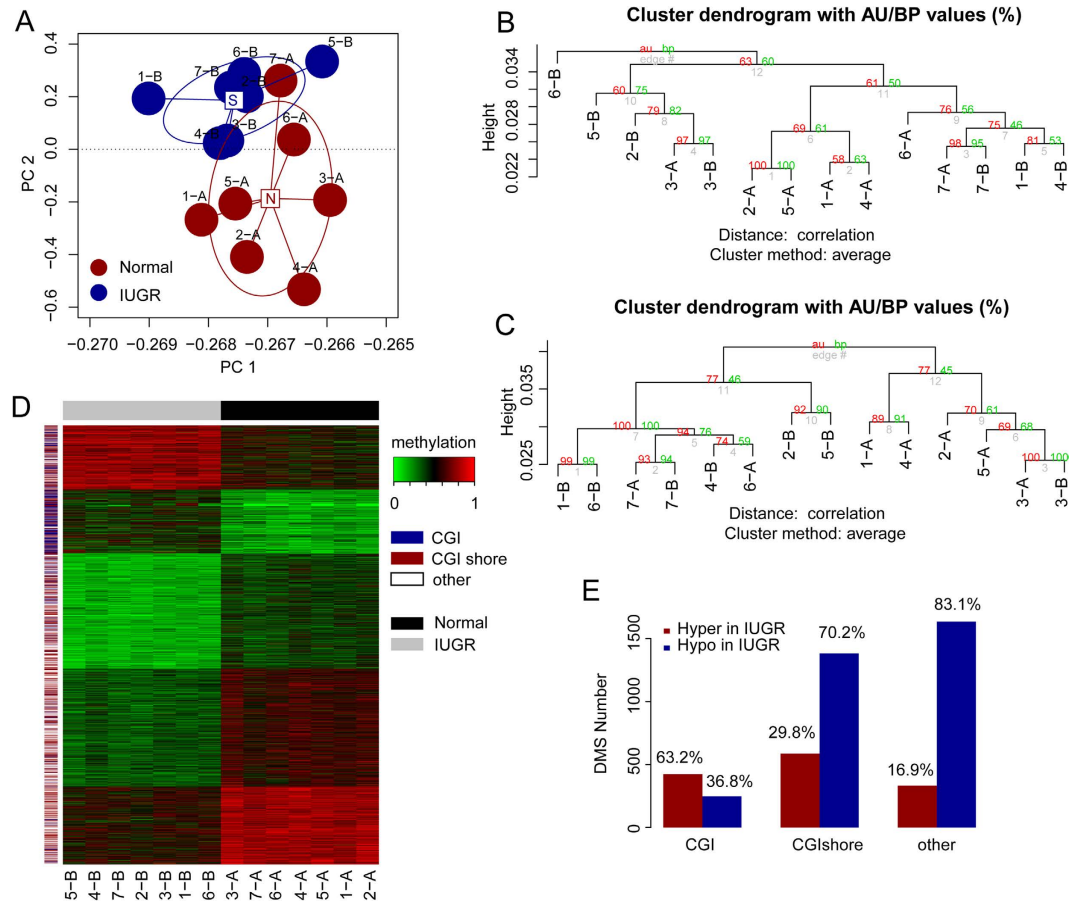 A
0.4
0.2
0.0
−0.2
−0.4
−0.6
PC 2
5−B
6−B
7−A
7−B
1−B
2−B
S
6−A
3−B
4−B
3−A
5−A
N
1−A
2−A
4−A
Normal
IUGR
−0.270 −0.269 −0.268 −0.267 −0.266 −0.265
PC 1
B
Cluster dendrogram with AU/BP values (%)
Height
0.034
0.028
0.022
au bp
edge #
63 60
12
61 50
11
60 75
10
79 82
8
97 97
4
69 61
9
100 100
1
58 63
2
76 56
9
75 46
7
98 95
3
81 53
5
6−B
5−B
2−B
3−A
3−B
2−A
5−A
1−A
4−A
6−A
7−A
7−B
1−B
4−B
Distance: correlation
Cluster method: average
C
Cluster dendrogram with AU/BP values (%)
Height
0.035
0.025
au bp
edge #
77 46
11
77 45
12
100 100
7
94 76
5
74 59
4
99 99
1
93 94
2
92 90
10
89 91
8
70 61
9
69 68
6
100 100
3
1−B
6−B
7−A
7−B
4−B
6−A
2−B
5−B
1−A
4−A
2−A
5−A
3−A
3−B
Distance: correlation
Cluster method: average
D
methylation
0 1
CGI
CGI shore
other
Normal
IUGR
5−B 4−B 7−B 2−B 3−B 1−B 6−B 3−A 7−A 6−A 4−A 5−A 1−A 2−A
E
DMS Number
1500
1000
500
0
Hyper in IUGR
Hypo in IUGR
63.2%
36.8%
29.8%
70.2%
16.9%
83.1%
CGI CGIshore other